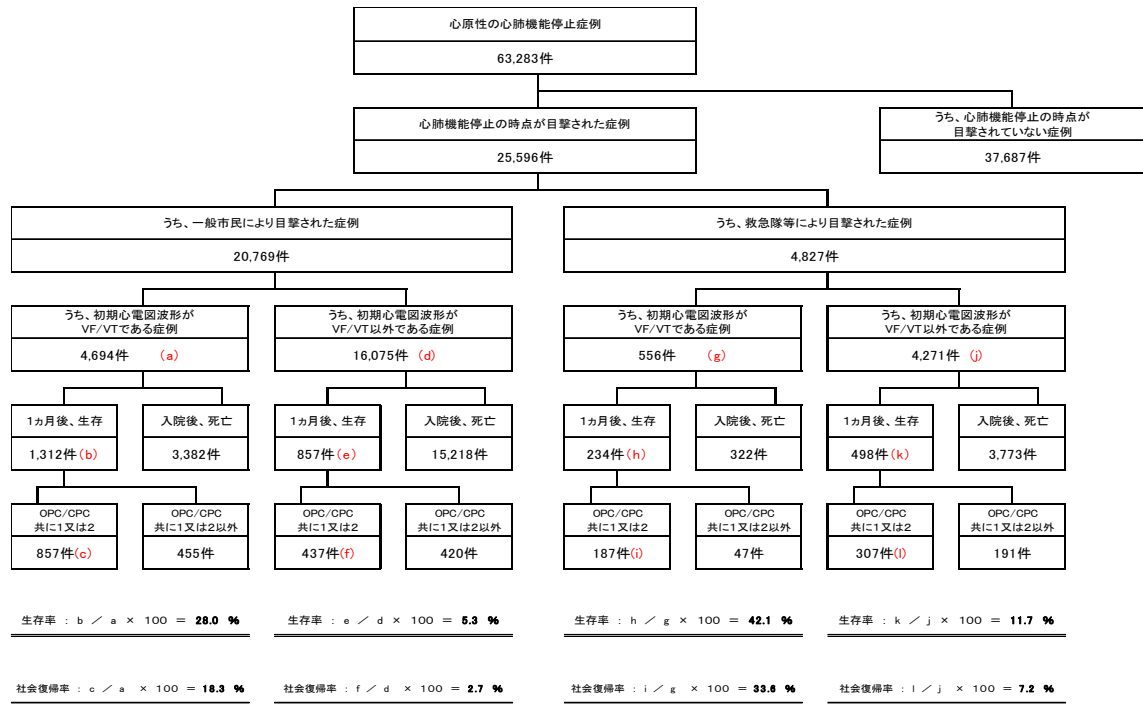 心原性の心肺機能停止症例
63,283件
心肺機能停止の時点が目撃された症例
25,596件
うち、心肺機能停止の時点が
目撃されていない症例
37,687件
うち、一般市民により目撃された症例
20,769件
うち、救急隊等により目撃された症例
4,827件
うち、初期心電図波形が
VF/VTである症例
4,694件 (a)
うち、初期心電図波形が
VF/VT以外である症例
16,075件 (d)
うち、初期心電図波形が
VF/VTである症例
556件 (g)
うち、初期心電図波形が
VF/VT以外である症例
4,271件 (j)
1ヵ月後、生存
1,312件(b)
入院後、死亡
3,382件
1ヵ月後、生存
857件(e)
入院後、死亡
15,218件
1ヵ月後、生存
234件(h)
入院後、死亡
322件
1ヵ月後、生存
498件(k)
入院後、死亡
3,773件
OPC/CPC
共に1又は2
857件(c)
OPC/CPC
共に1又は2以外
455件
OPC/CPC
共に1又は2
437件(f)
OPC/CPC
共に1又は2以外
420件
OPC/CPC
共に1又は2
187件(i)
OPC/CPC
共に1又は2以外
47件
OPC/CPC
共に1又は2
307件(l)
OPC/CPC
共に1又は2以外
191件
生存率 : b / a × 100 = 28.0 %
生存率 : e / d × 100 = 5.3 %
生存率 : h / g × 100 = 42.1 %
生存率 : k / j × 100 = 11.7 %
社会復帰率 : c / a × 100 = 18.3 %
社会復帰率 : f / d × 100 = 2.7 %
社会復帰率 : i / g × 100 = 33.6 %
社会復帰率 : l / j × 100 = 7.2 %